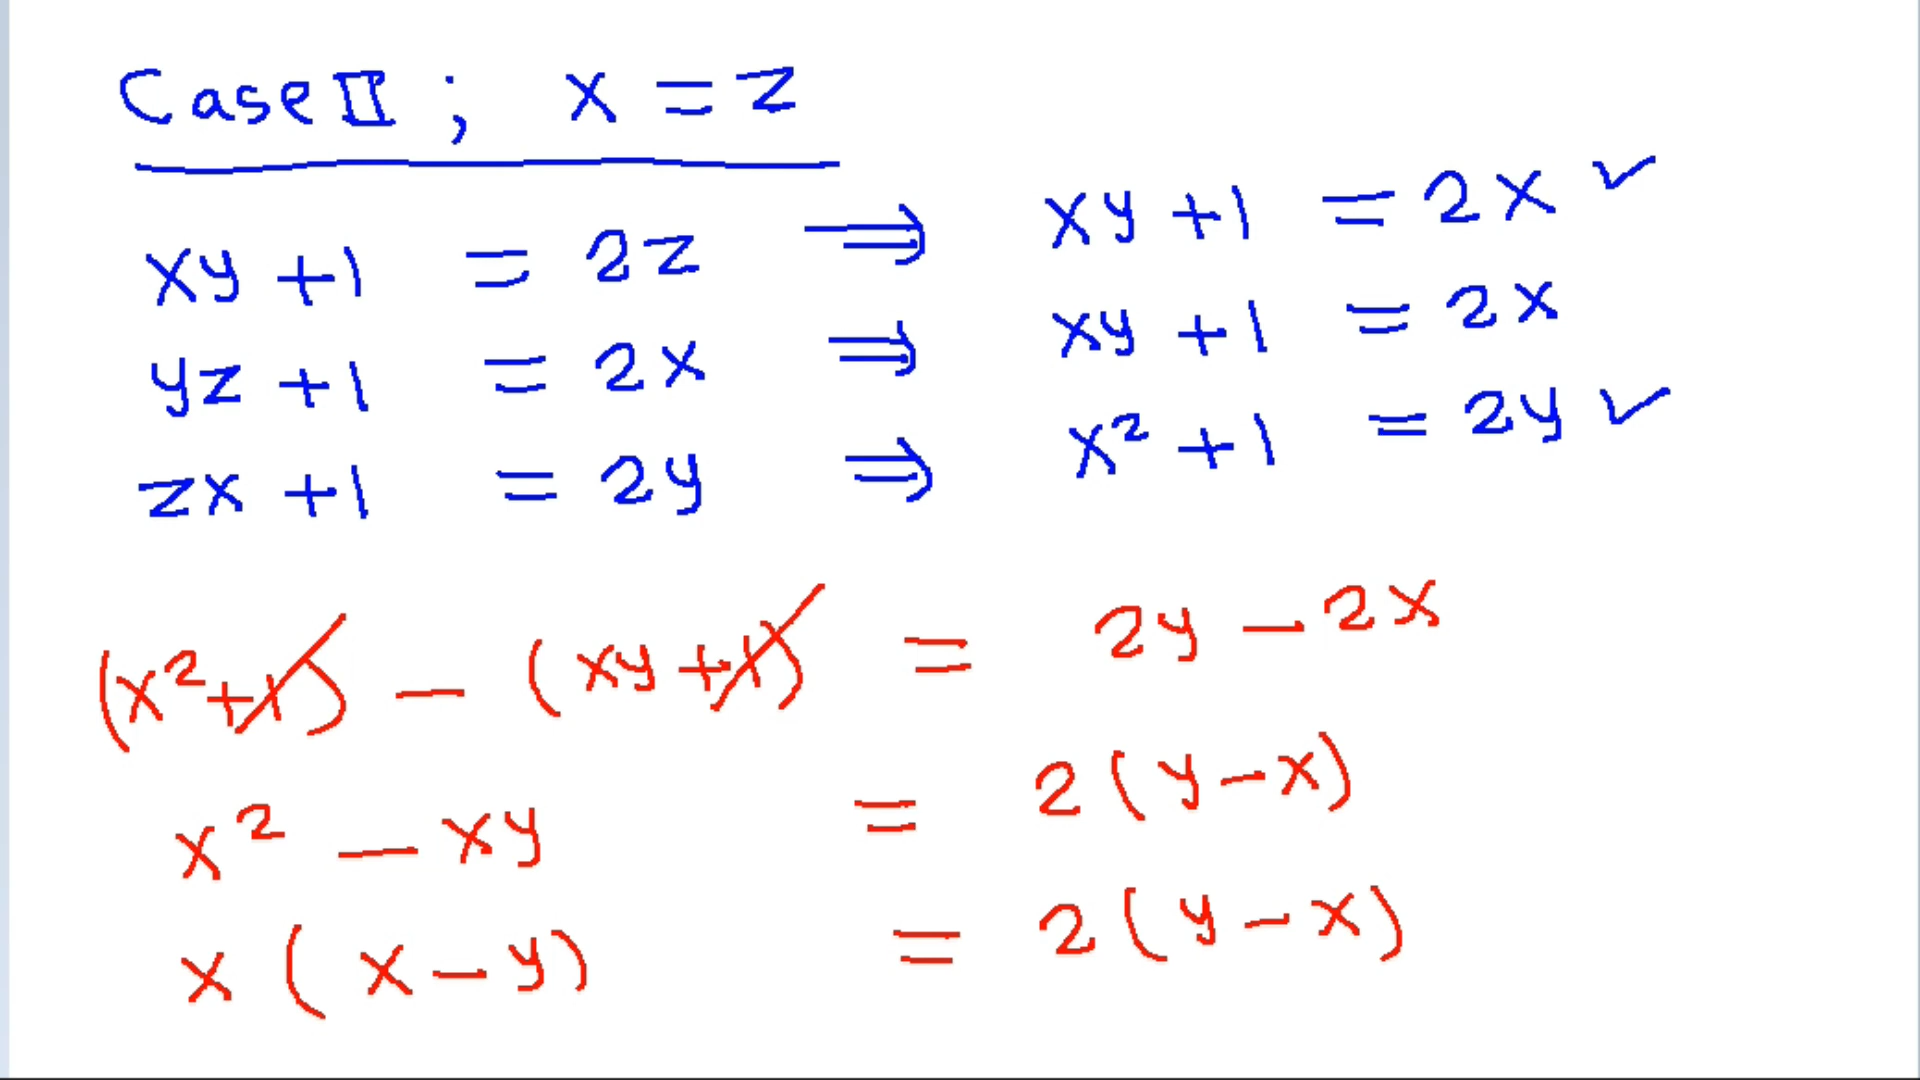 Case II ; x = z
xy + 1 = 2z ⇒ xy + 1 = 2x ✓
yz + 1 = 2x ⇒ xy + 1 = 2x
zx + 1 = 2y ⇒ x² + 1 = 2y ✓
(x² + 1) − (xy + 1) = 2y − 2x
x² − xy = 2(y − x)
x(x − y) = 2(y − x)